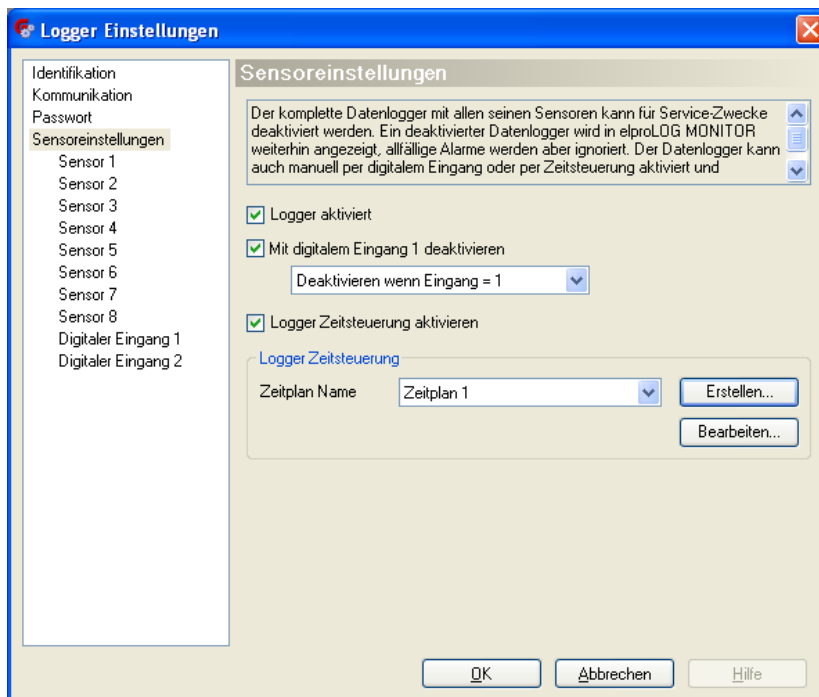 Logger Einstellungen
Identifikation
Kommunikation
Passwort
Sensoreinstellungen
Sensor 1
Sensor 2
Sensor 3
Sensor 4
Sensor 5
Sensor 6
Sensor 7
Sensor 8
Digitaler Eingang 1
Digitaler Eingang 2
Sensoreinstellungen
Der komplette Datenlogger mit allen seinen Sensoren kann für Service-Zwecke
deaktiviert werden. Ein deaktivierter Datenlogger wird in elproLOG MONITOR
weiterhin angezeigt, allfällige Alarme werden aber ignoriert. Der Datenlogger kann
auch manuell per digitalem Eingang oder per Zeitsteuerung aktiviert und
Logger aktiviert
Mit digitalem Eingang 1 deaktivieren
Deaktivieren wenn Eingang = 1
Logger Zeitsteuerung aktivieren
Logger Zeitsteuerung
Zeitplan Name
Zeitplan 1
Erstellen...
Bearbeiten...
OK
Abbrechen
Hilfe